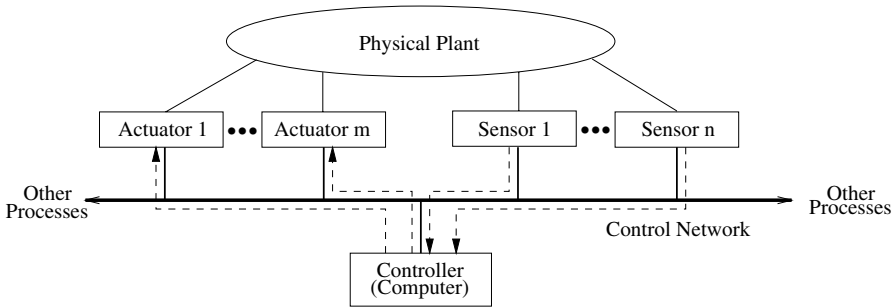 Physical Plant
Actuator 1
Actuator m
Sensor 1
Sensor n
Other
Processes
Other
Processes
Control Network
Controller
(Computer)